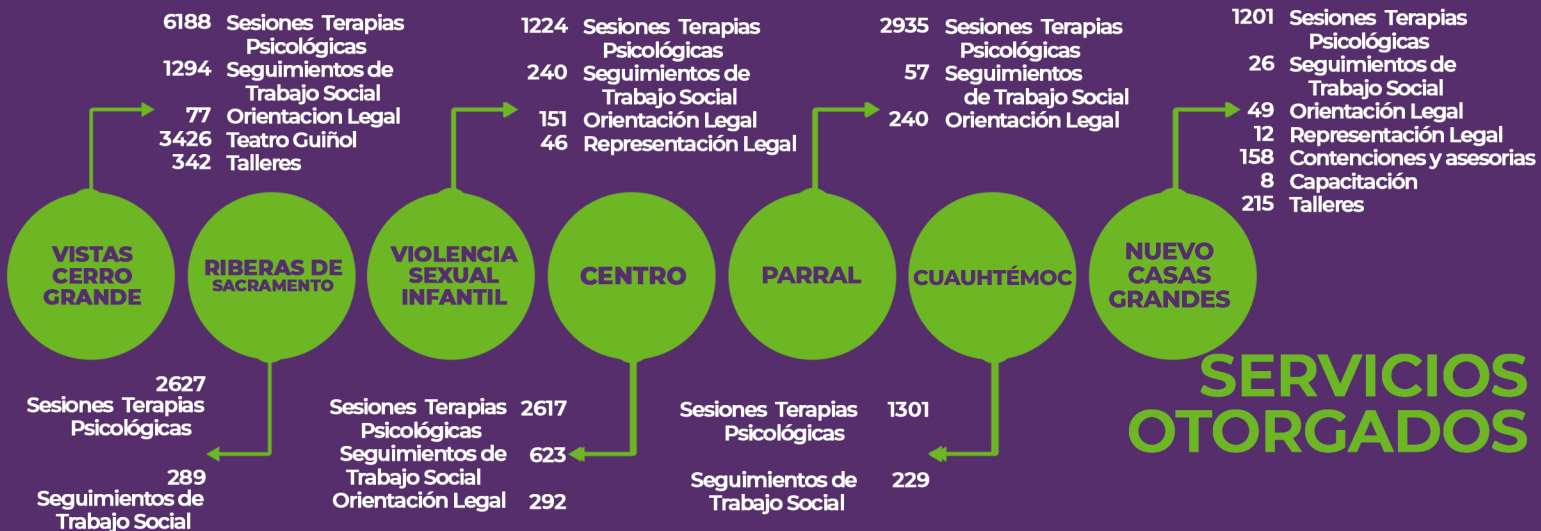 6188 Sesiones Terapias
Psicológicas
1294 Seguimientos de
Trabajo Social
77 Orientacion Legal
3426 Teatro Guiñol
342 Talleres
1224 Sesiones Terapias
Psicológicas
240 Seguimientos de
Trabajo Social
151 Orientación Legal
46 Representación Legal
2935 Sesiones Terapias
Psicológicas
57 Seguimientos
de Trabajo Social
240 Orientación Legal
1201 Sesiones Terapias
Psicológicas
26 Seguimientos de
Trabajo Social
49 Orientación Legal
12 Representación Legal
158 Contenciones y asesorias
8 Capacitación
215 Talleres
VISTAS
CERRO
GRANDE
RIBERAS DE
SACRAMENTO
VIOLENCIA
SEXUAL
INFANTIL
CENTRO
PARRAL
CUAUHTÉMOC
NUEVO
CASAS
GRANDES
2627
Sesiones Terapias
Psicológicas
289
Seguimientos de
Trabajo Social
Sesiones Terapias 2617
Psicológicas
Seguimientos de 623
Trabajo Social
Orientación Legal 292
Sesiones Terapias 1301
Psicológicas
Seguimientos de 229
Trabajo Social
SERVICIOS
OTORGADOS